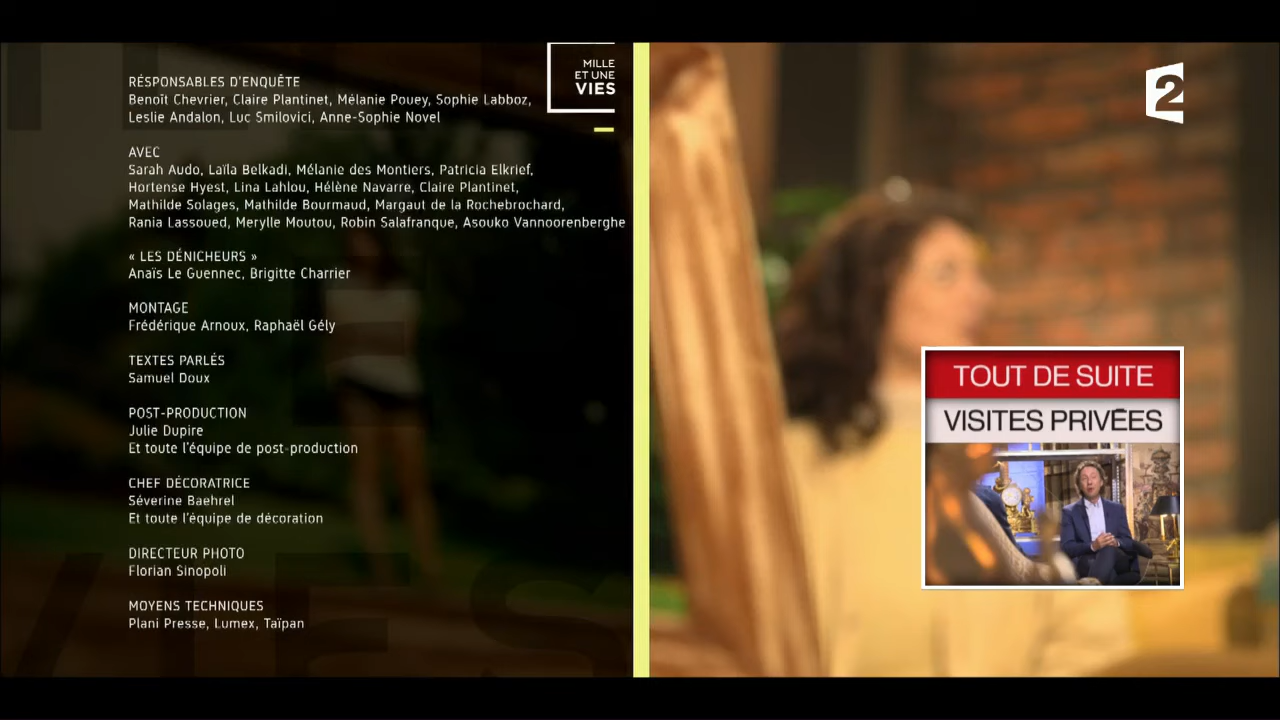 RÉSPONSABLES D'ENQUÊTE
Benoît Chevrier, Claire Plantinet, Mélanie Pouey, Sophie Labboz,
Leslie Andalon, Luc Smilovici, Anne-Sophie Novel
AVEC
Sarah Audo, Laïla Belkadi, Mélanie des Montiers, Patricia Elkrief,
Hortense Hyest, Lina Lahlou, Hélène Navarre, Claire Plantinet,
Mathilde Solages, Mathilde Bourmaud, Margaut de la Rochebrochard,
Rania Lassoued, Merylle Moutou, Robin Salafranque, Asouko Vannoorenberghe
« LES DÉNICHEURS »
Anaïs Le Guennec, Brigitte Charrier
MONTAGE
Frédérique Arnoux, Raphaël Gély
TEXTES PARLÉS
Samuel Doux
POST-PRODUCTION
Julie Dupire
Et toute l'équipe de post-production
CHEF DÉCORATRICE
Séverine Baehrel
Et toute l'équipe de décoration
DIRECTEUR PHOTO
Florian Sinopoli
MOYENS TECHNIQUES
Plani Presse, Lumex, Taïpan
MILLE
ET UNE
VIES
2
TOUT DE SUITE
VISITES PRIVÉES